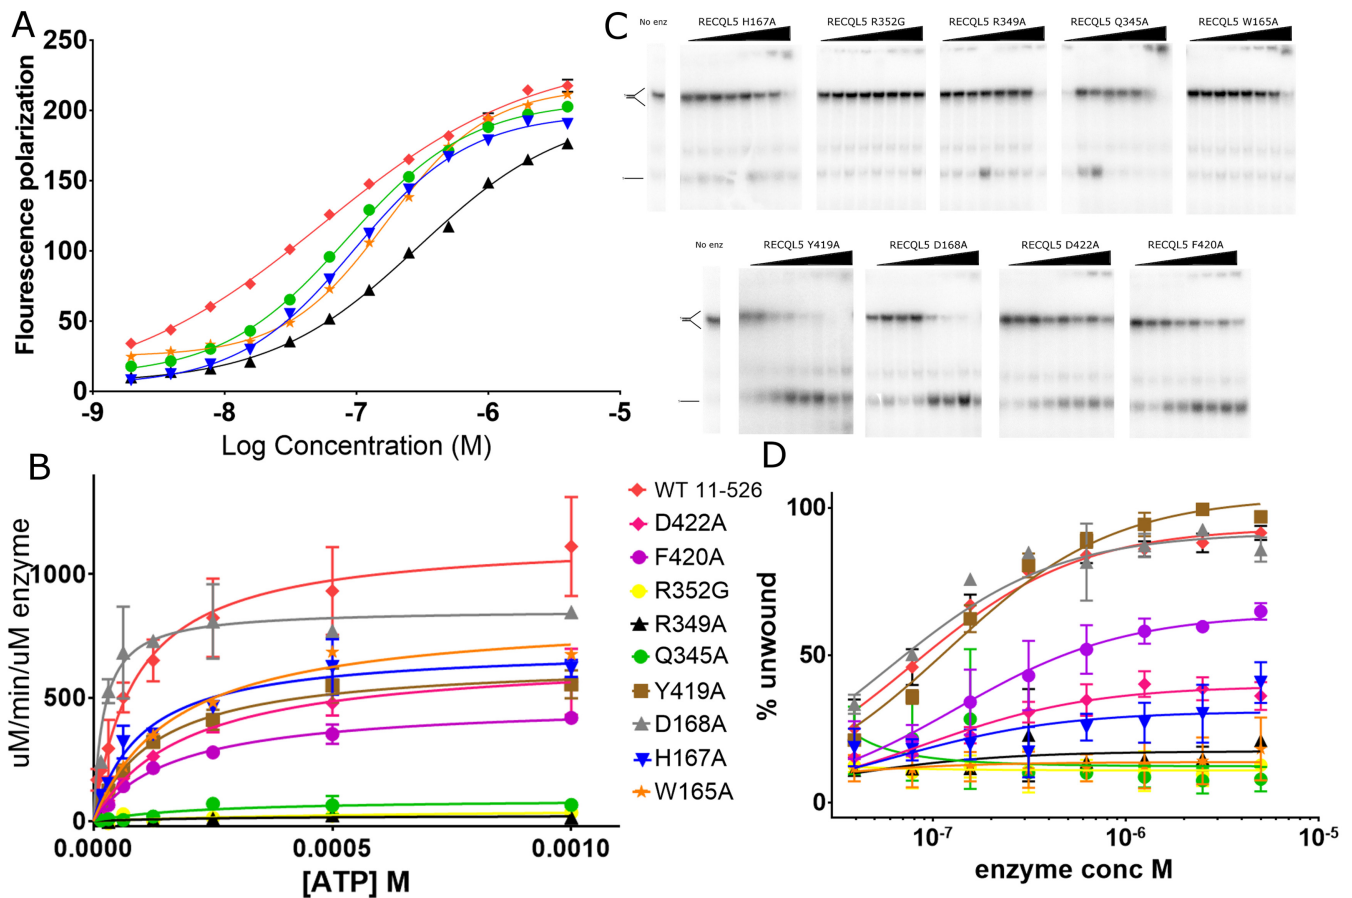 A
250
200
150
100
50
0
Flourescence polarization
-9
-8
-7
-6
-5
Log Concentration (M)
C
No enz
RECQL5 H167A
RECQL5 R352G
RECQL5 R349A
RECQL5 Q345A
RECQL5 W165A
No enz
RECQL5 Y419A
RECQL5 D168A
RECQL5 D422A
RECQL5 F420A
B
1000
500
0
uM/min/uM enzyme
0.0000
0.0005
0.0010
[ATP] M
WT 11-526
D422A
F420A
R352G
R349A
Q345A
Y419A
D168A
H167A
W165A
D
100
50
0
% unwound
10-7
10-6
10-5
enzyme conc M